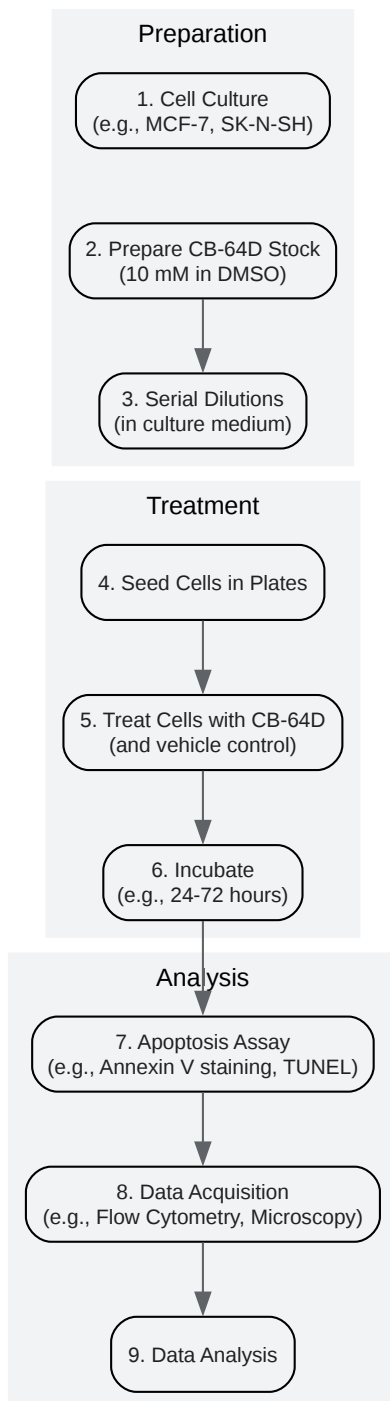 Preparation
1. Cell Culture
(e.g., MCF-7, SK-N-SH)
2. Prepare CB-64D Stock
(10 mM in DMSO)
3. Serial Dilutions
(in culture medium)
Treatment
4. Seed Cells in Plates
5. Treat Cells with CB-64D
(and vehicle control)
6. Incubate
(e.g., 24-72 hours)
Analysis
7. Apoptosis Assay
(e.g., Annexin V staining, TUNEL)
8. Data Acquisition
(e.g., Flow Cytometry, Microscopy)
9. Data Analysis